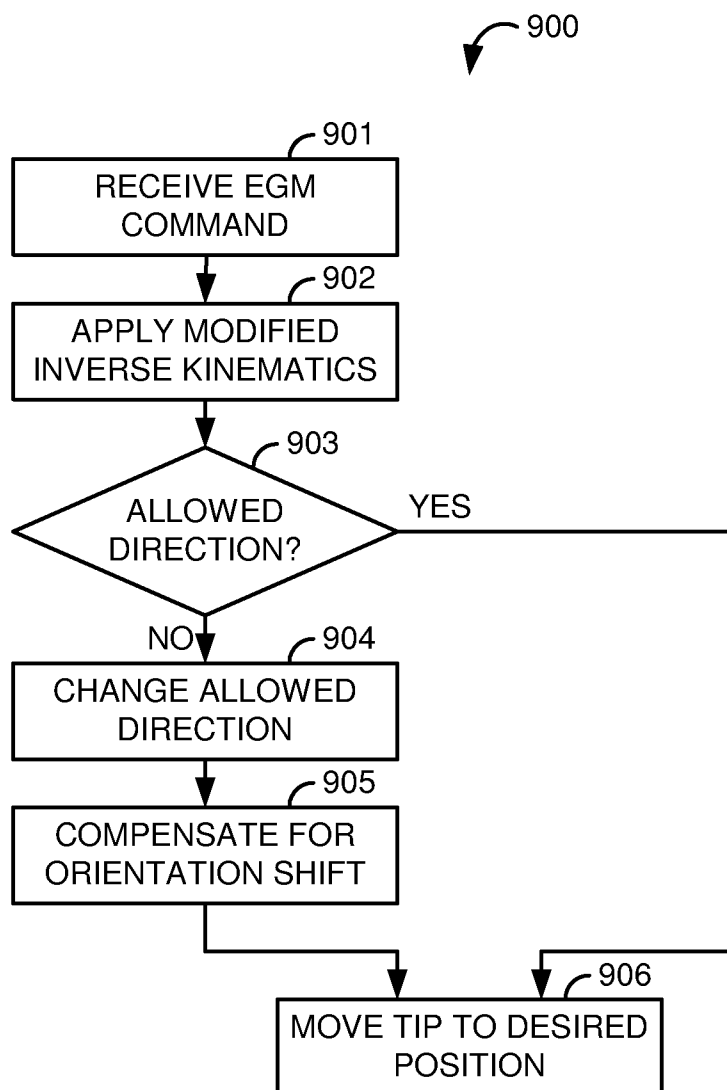 900
901
RECEIVE EGM
COMMAND
902
APPLY MODIFIED
INVERSE KINEMATICS
903
ALLOWED
DIRECTION?
YES
NO
904
CHANGE ALLOWED
DIRECTION
905
COMPENSATE FOR
ORIENTATION SHIFT
906
MOVE TIP TO DESIRED
POSITION